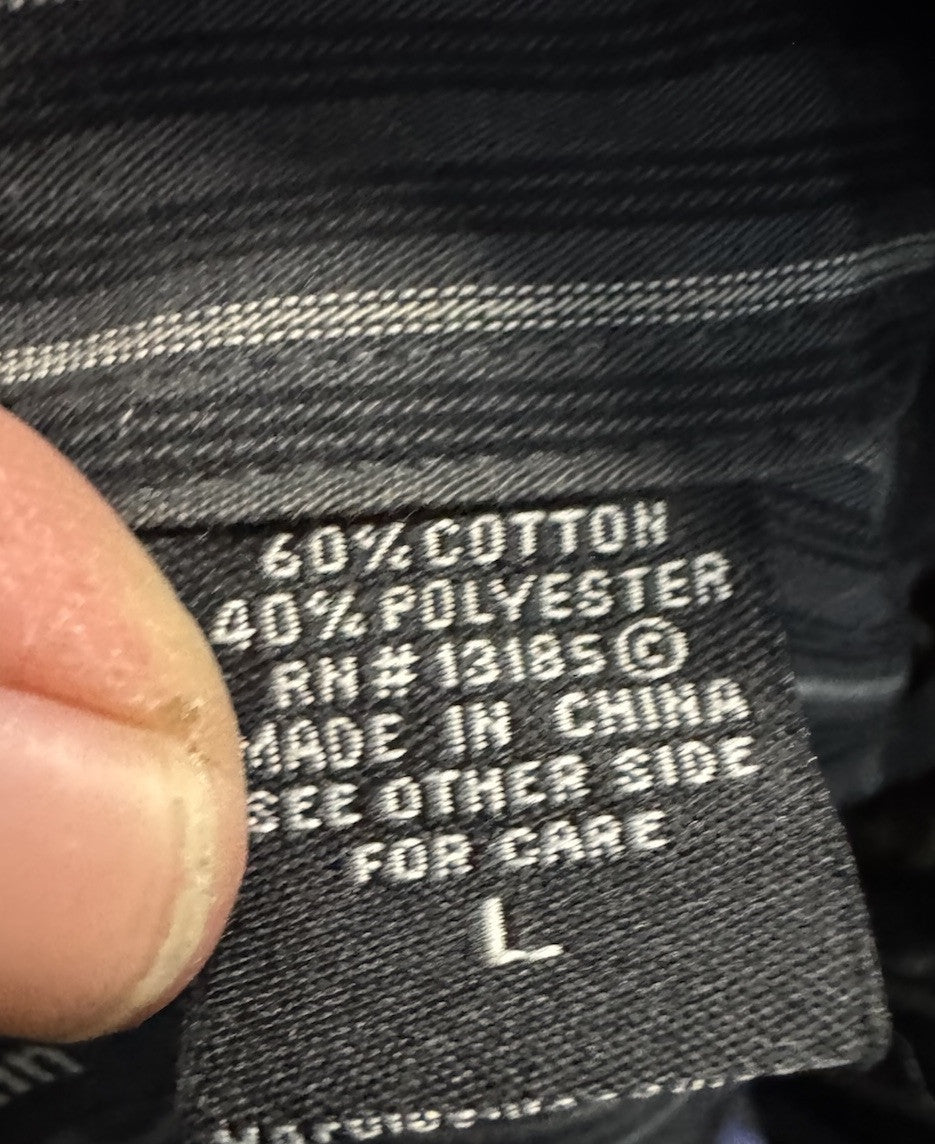 60% COTTON
40% POLYESTER
RN# 13185 ©
MADE IN CHINA
SEE OTHER SIDE
FOR CARE
L